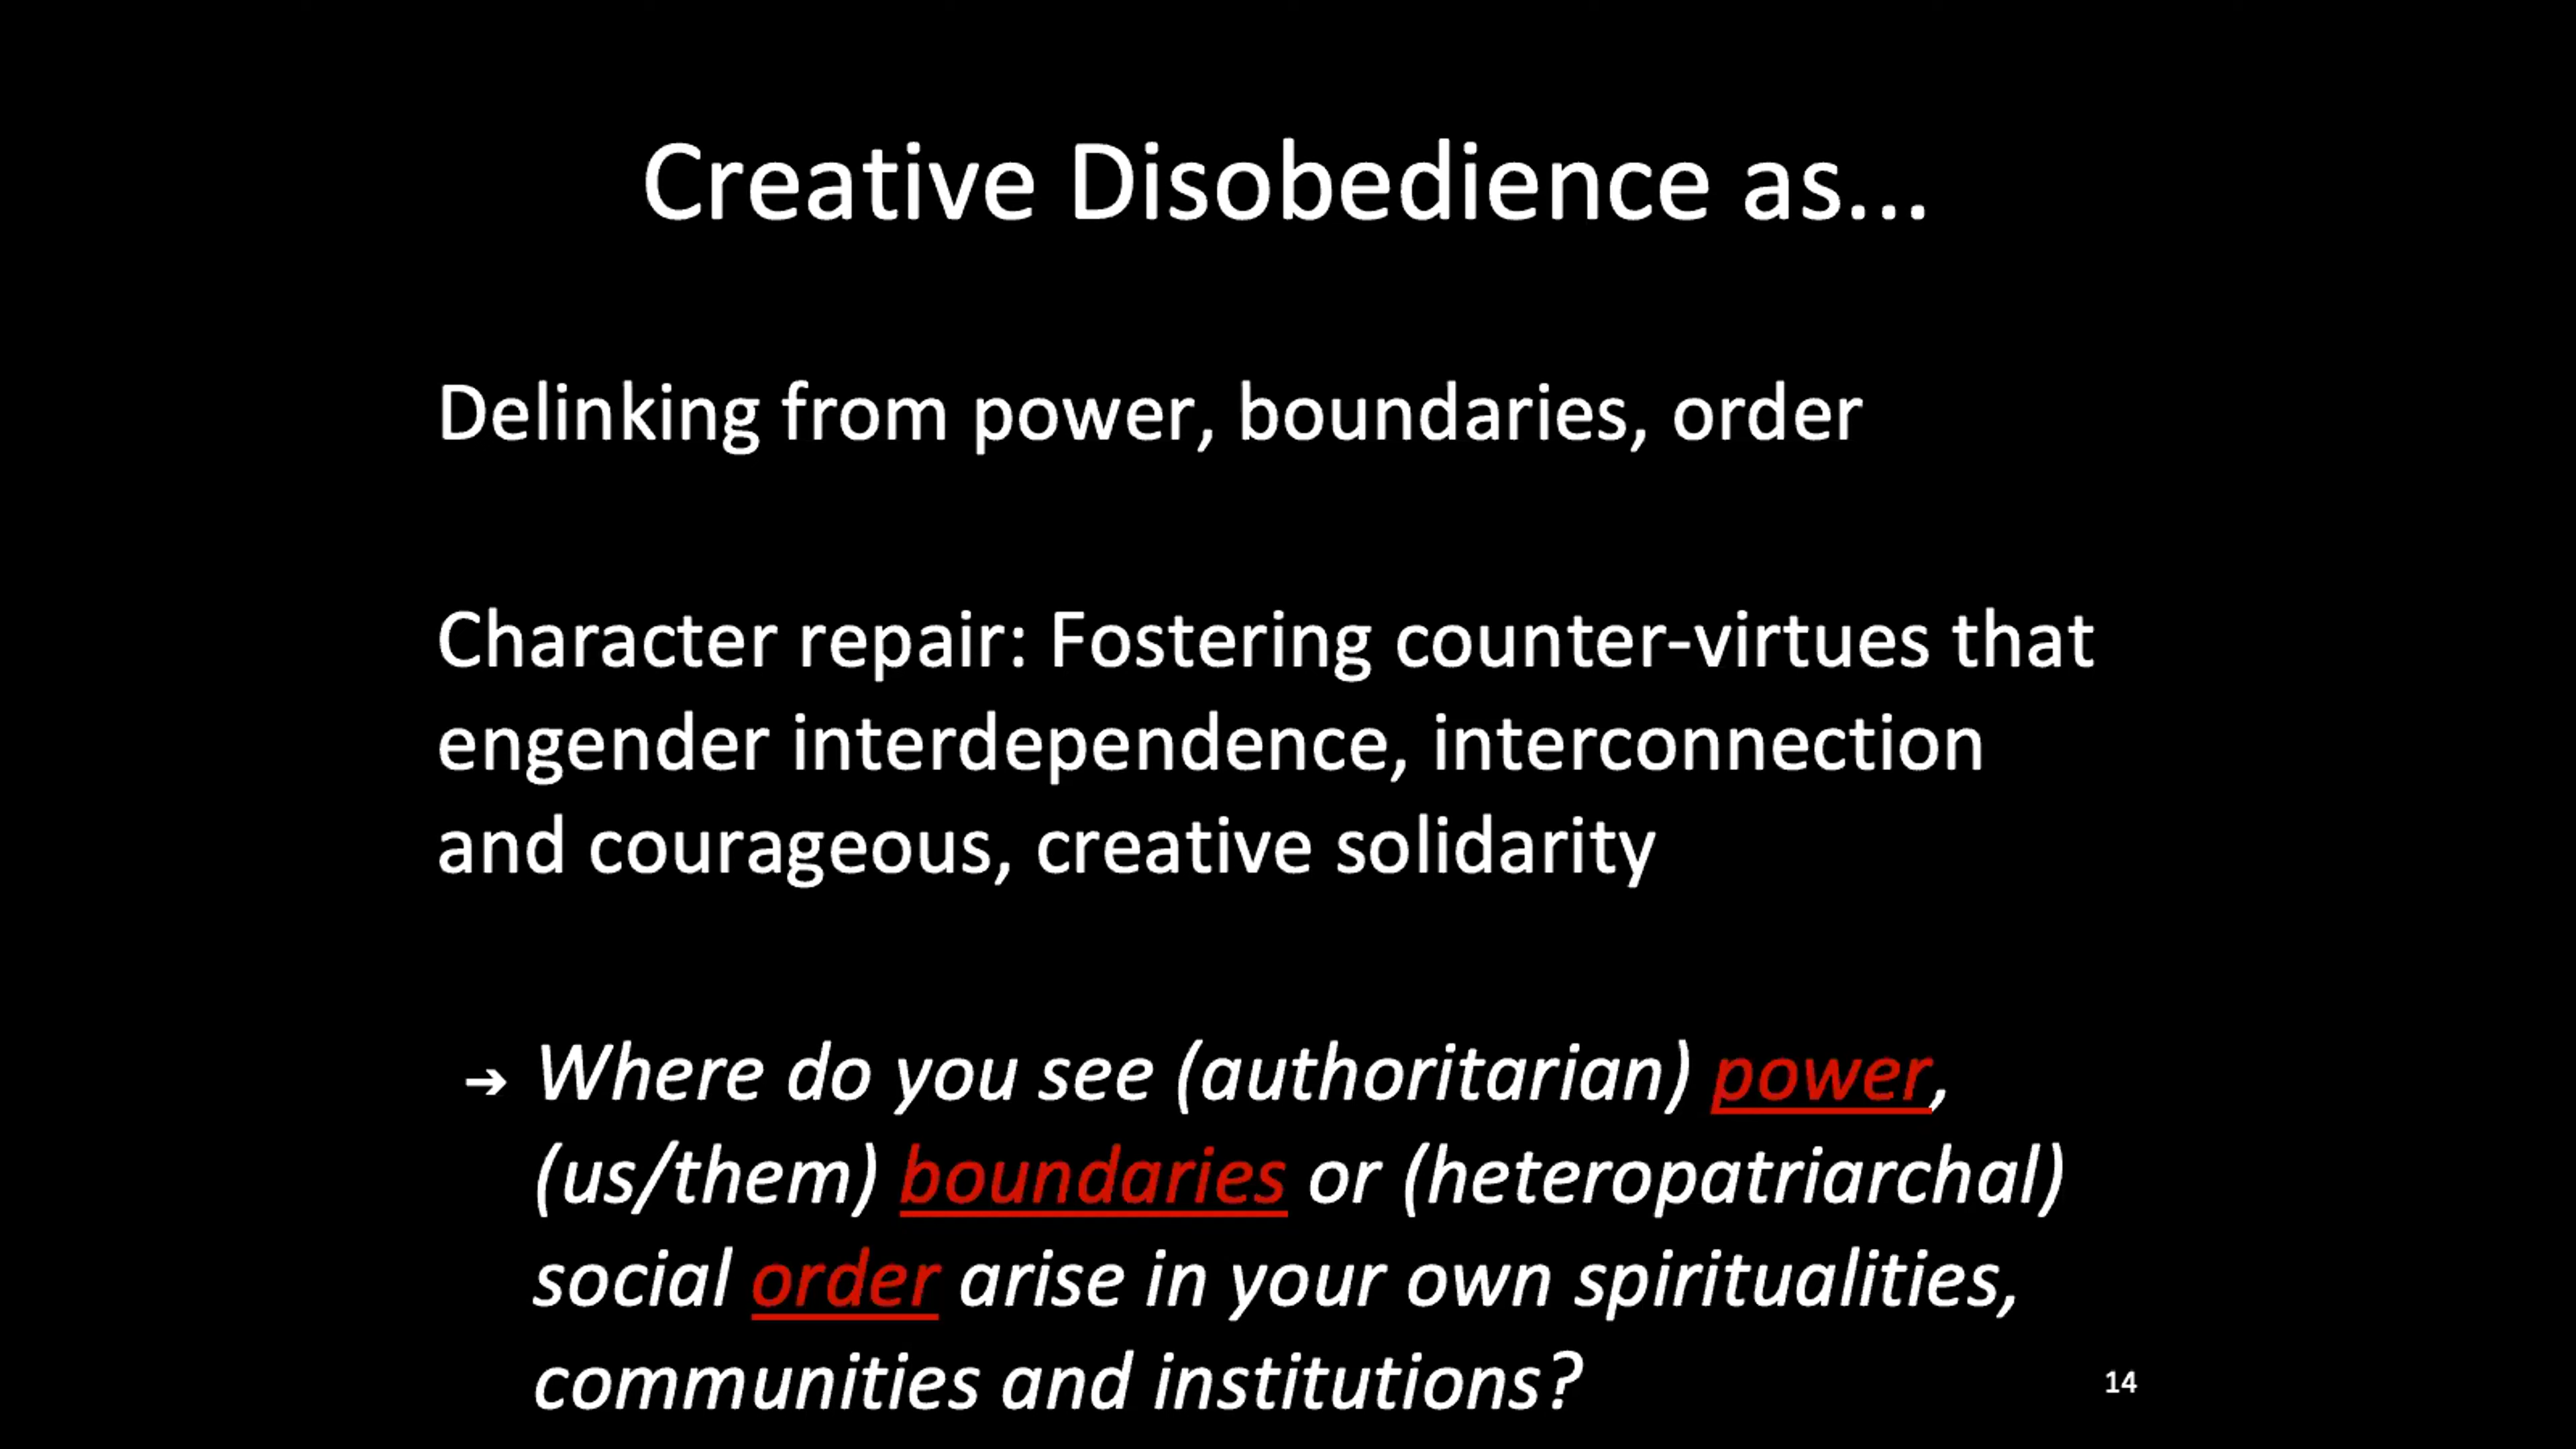 Creative Disobedience as...
Delinking from power, boundaries, order
Character repair: Fostering counter-virtues that
engender interdependence, interconnection
and courageous, creative solidarity
➔ Where do you see (authoritarian) power,
(us/them) boundaries or (heteropatriarchal)
social order arise in your own spiritualities,
communities and institutions?
14